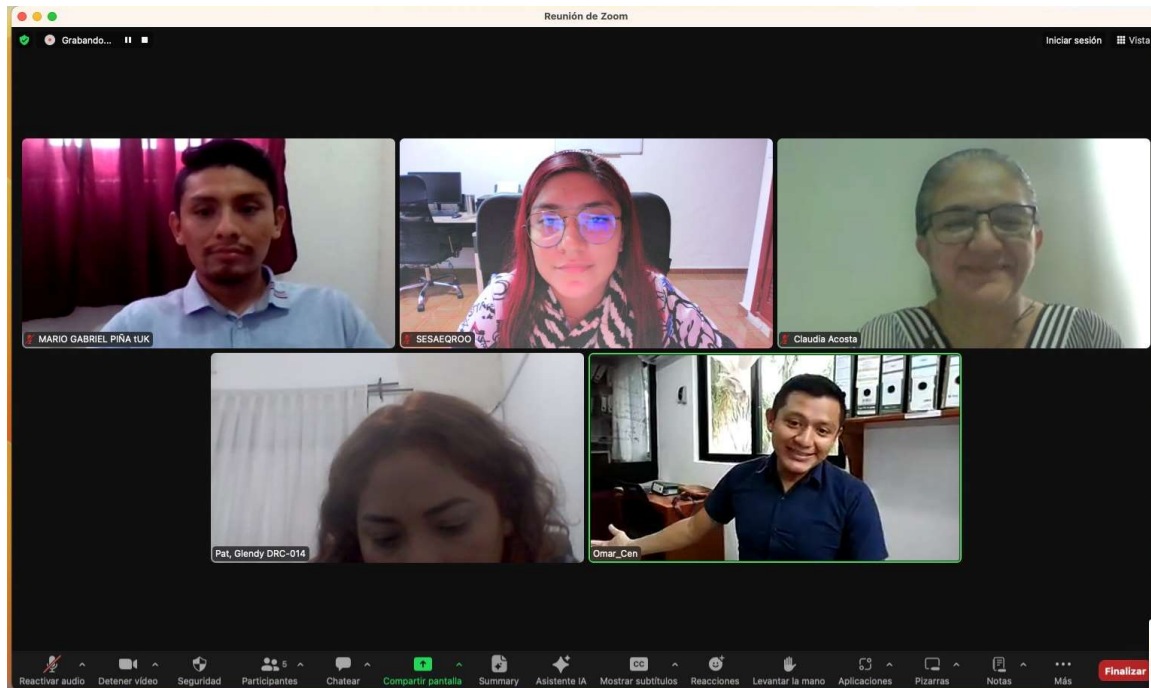 Reunión de Zoom
Grabando...
Iniciar sesión
Vista
MARIO GABRIEL PIÑA tUK
SESAEQROO
Claudia Acosta
Pat, Glendy DRC-014
Omar_Cen
Reactivar audio
Detener video
Seguridad
5
Participantes
Chatear
Compartir pantalla
Summary
Asistente IA
CC
Mostrar subtítulos
Reacciones
Levantar la mano
Aplicaciones
Pizarras
Notas
Más
Finalizar